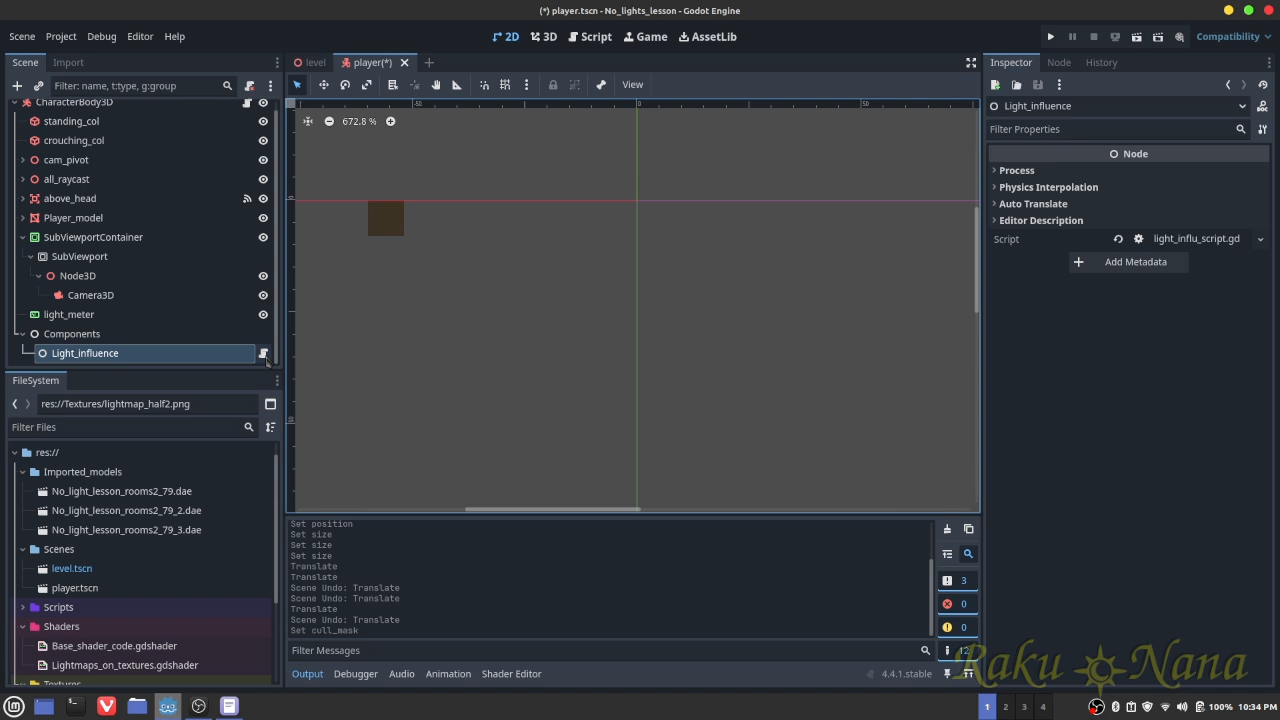 (*) player.tscn - No_lights_lesson - Godot Engine
Scene Project Debug Editor Help
2D 3D Script Game AssetLib
Compatibility
Scene Import
level player(*)
Inspector Node History
Filter: name, t:type, g:group
View
CharacterBody3D
standing_col
crouching_col
cam_pivot
all_raycast
above_head
Player_model
SubViewportContainer
SubViewport
Node3D
Camera3D
light_meter
Components
Light_influence
-50 0 50
672.8 %
0
50
Light_influence
Filter Properties
Node
Process
Physics Interpolation
Auto Translate
Editor Description
Script light_influ_script.gd
Add Metadata
FileSystem
res://Textures/lightmap_half2.png
Filter Files
res://
Imported_models
No_light_lesson_rooms2_79.dae
No_light_lesson_rooms2_79_2.dae
No_light_lesson_rooms2_79_3.dae
Scenes
level.tscn
player.tscn
Scripts
Shaders
Base_shader_code.gdshader
Lightmaps_on_textures.gdshader
Textures
Set position
Set size
Set size
Set size
Translate
Translate
Scene Undo: Translate
Scene Undo: Translate
Translate
Scene Undo: Translate
Set cull_mask
3
0
0
12
Filter Messages
Output Debugger Audio Animation Shader Editor
4.4.1.stable
Raku Nana
1 2 3 4
100% 10:34 PM